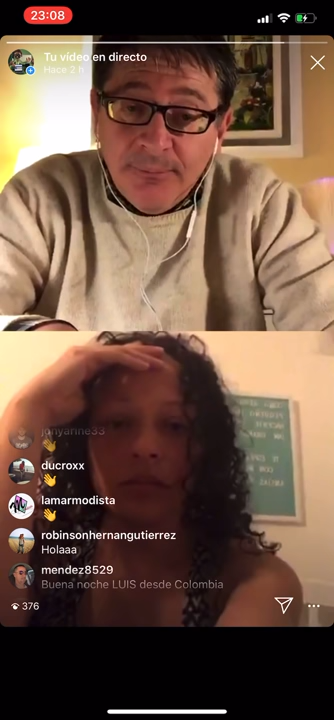 23:08
Tu vídeo en directo
Hace 2 h
jonyarine33
ducroxx
👋
lamarmodista
👋
robinsonhernangutierrez
Holaaa
mendez8529
Buena noche LUIS desde Colombia
376